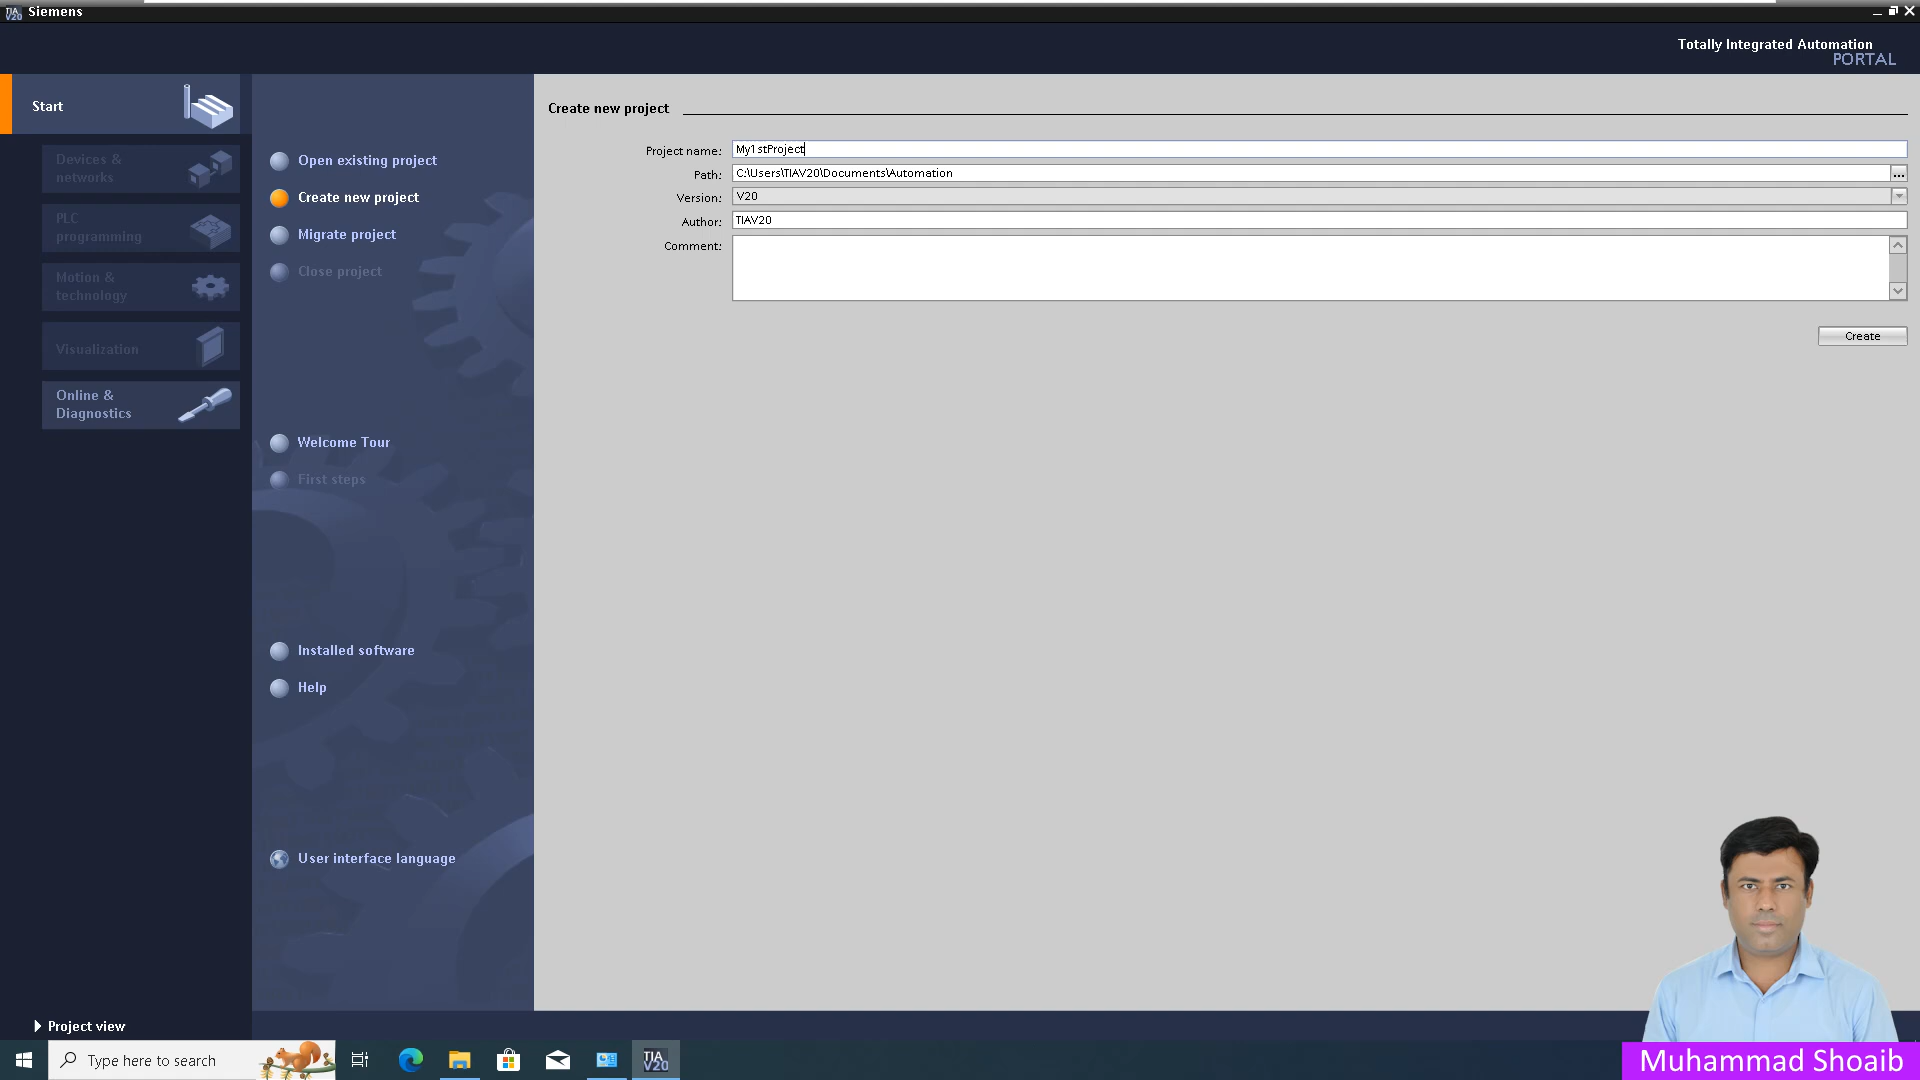 TIA V20 Siemens
Totally Integrated Automation
PORTAL
Start
Devices &
networks
PLC
programming
Motion &
technology
Visualization
Online &
Diagnostics
Open existing project
Create new project
Migrate project
Close project
Welcome Tour
First steps
Installed software
Help
User interface language
Create new project
Project name: My1stProject
Path: C:\Users\TIAV20\Documents\Automation ...
Version: V20
Author: TIAV20
Comment:
Create
Project view
Type here to search
TIA
V20
Muhammad Shoaib